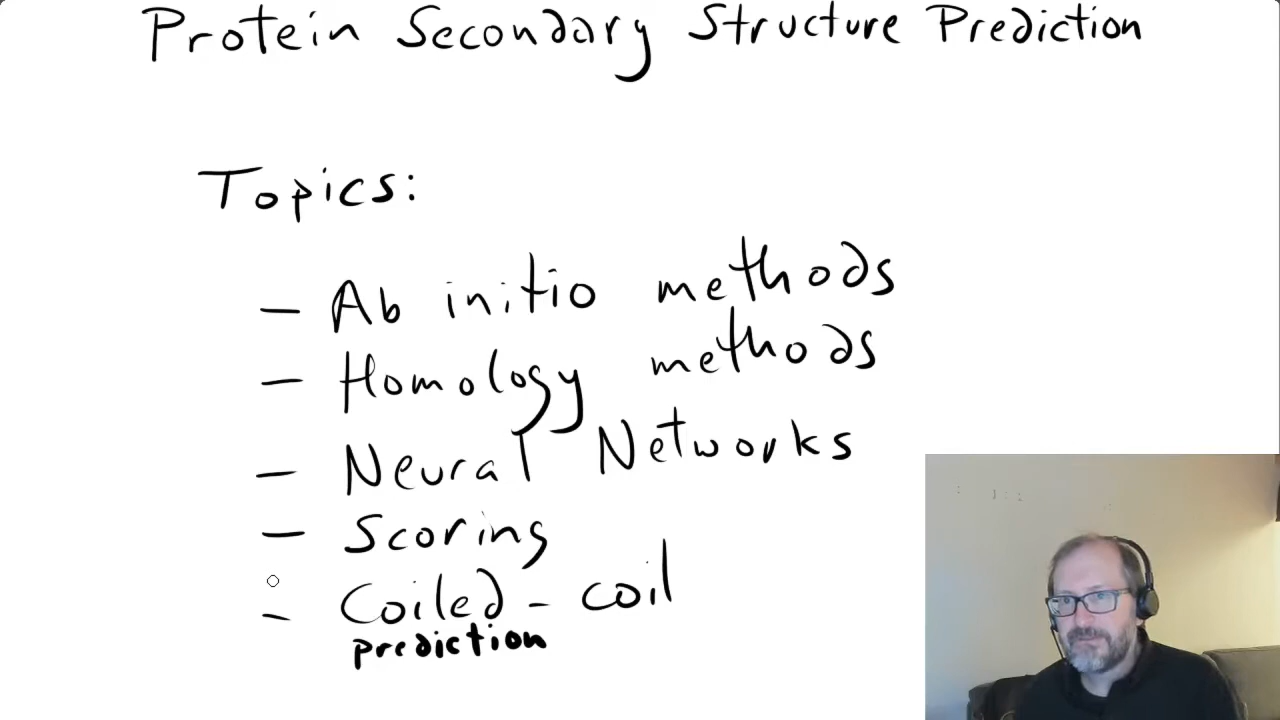 Protein Secondary Structure Prediction
Topics:
- Ab initio methods
- Homology methods
- Neural Networks
- Scoring
- Coiled-coil
prediction